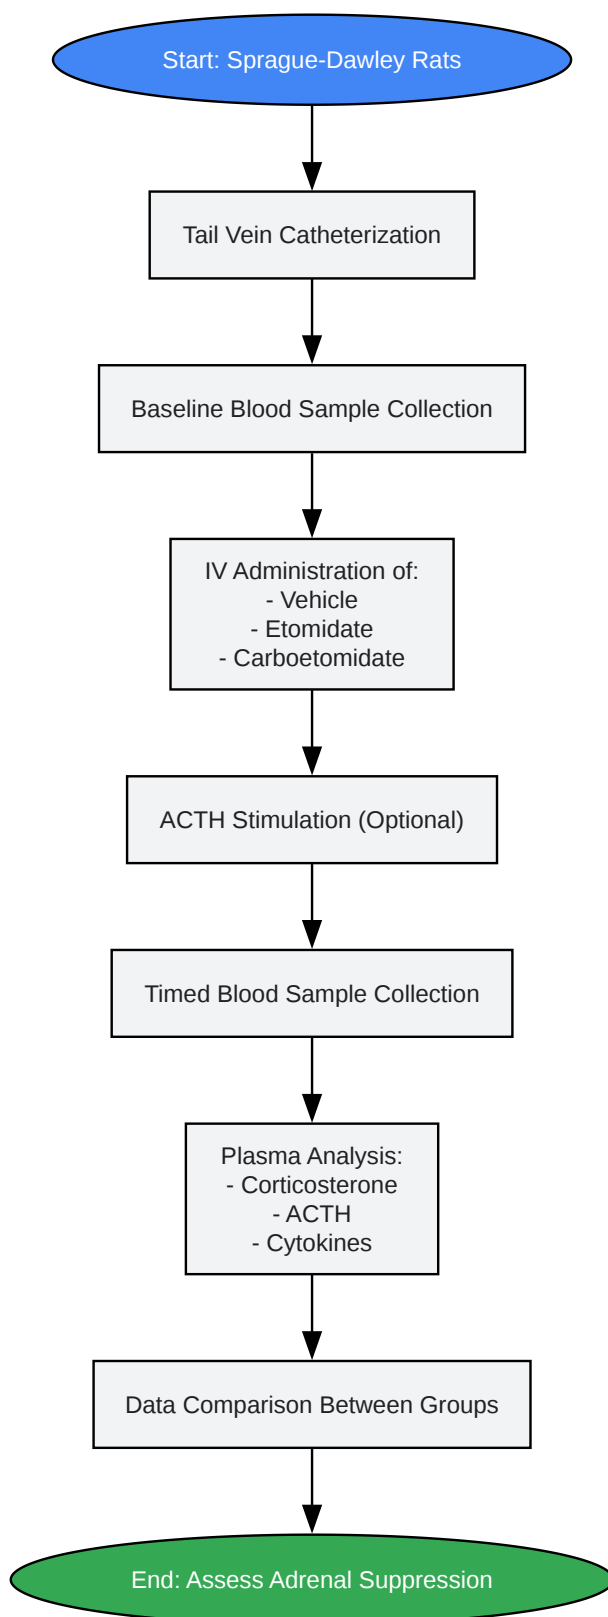 Start: Sprague-Dawley Rats
Tail Vein Catheterization
Baseline Blood Sample Collection
IV Administration of:
- Vehicle
- Etomidate
- Carboetomidate
ACTH Stimulation (Optional)
Timed Blood Sample Collection
Plasma Analysis:
- Corticosterone
- ACTH
- Cytokines
Data Comparison Between Groups
End: Assess Adrenal Suppression